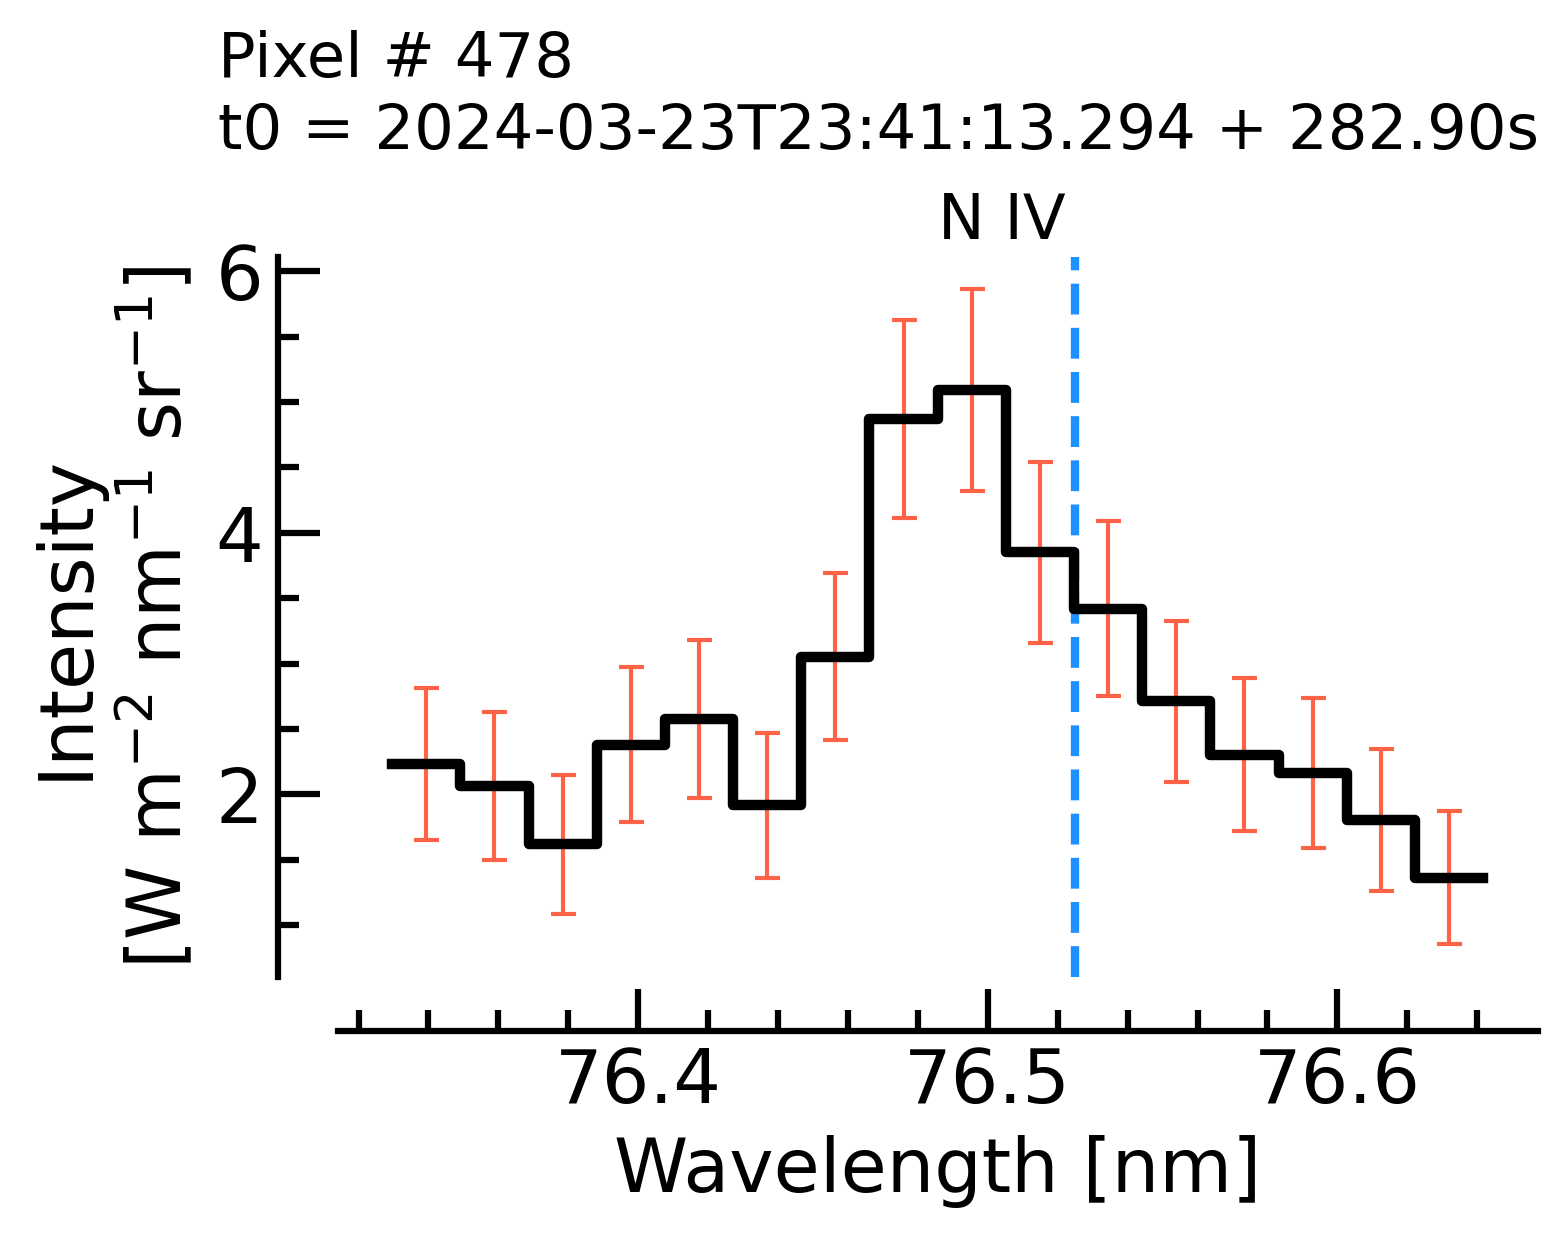 Pixel # 478
t0 = 2024-03-23T23:41:13.294 + 282.90s
N IV
6
4
2
Intensity
[W m⁻² nm⁻¹ sr⁻¹]
76.4 76.5 76.6
Wavelength [nm]